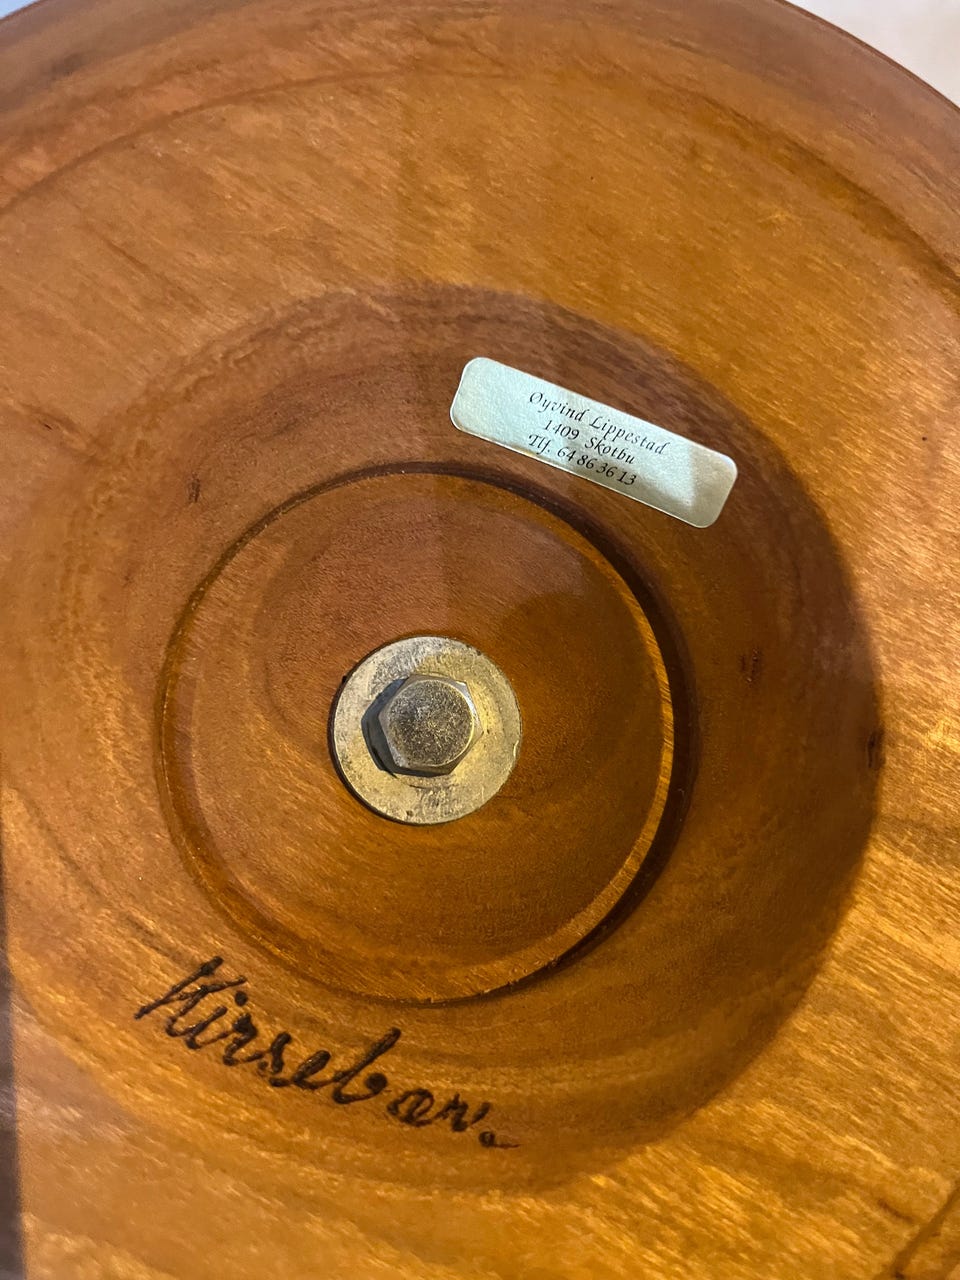 Øyvind Lippestad
1409 Skotbu
Tlf. 64 86 36 13
Kirsebær.